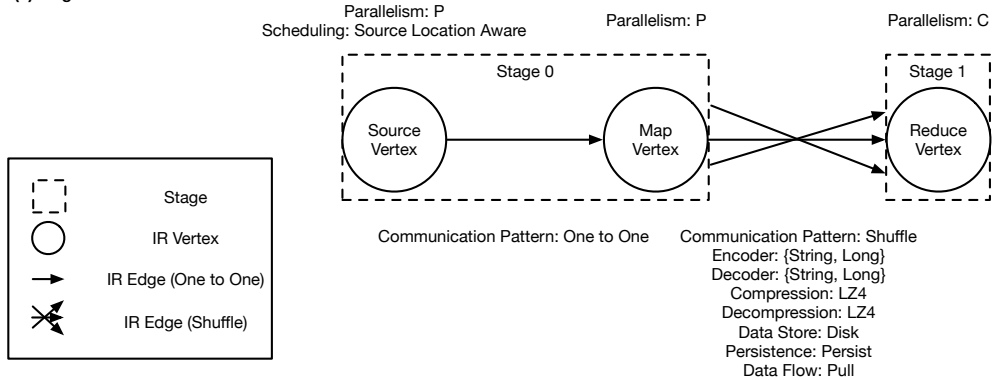 Parallelism: P
Scheduling: Source Location Aware
Parallelism: P
Parallelism: C
Stage 0
Stage 1
Source
Vertex
Map
Vertex
Reduce
Vertex
Stage
IR Vertex
IR Edge (One to One)
IR Edge (Shuffle)
Communication Pattern: One to One
Communication Pattern: Shuffle
Encoder: {String, Long}
Decoder: {String, Long}
Compression: LZ4
Decompression: LZ4
Data Store: Disk
Persistence: Persist
Data Flow: Pull